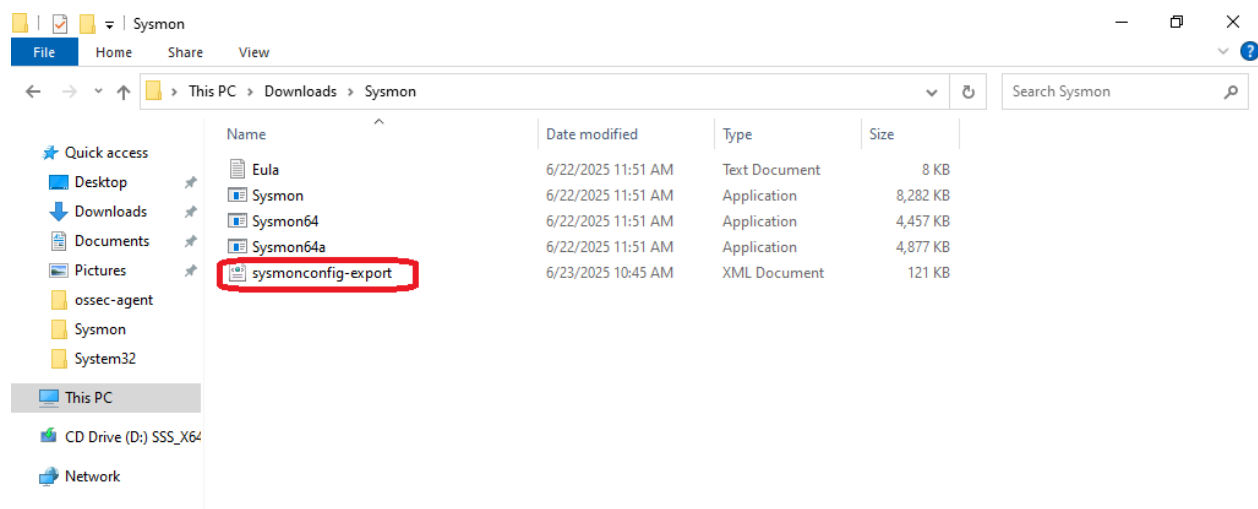 Sysmon
File Home Share View
This PC > Downloads > Sysmon
Search Sysmon
Name Date modified Type Size
Quick access
Desktop
Downloads
Documents
Pictures
ossec-agent
Sysmon
System32
This PC
CD Drive (D:) SSS_X64
Network
Eula 6/22/2025 11:51 AM Text Document 8 KB
Sysmon 6/22/2025 11:51 AM Application 8,282 KB
Sysmon64 6/22/2025 11:51 AM Application 4,457 KB
Sysmon64a 6/22/2025 11:51 AM Application 4,877 KB
sysmonconfig-export 6/23/2025 10:45 AM XML Document 121 KB